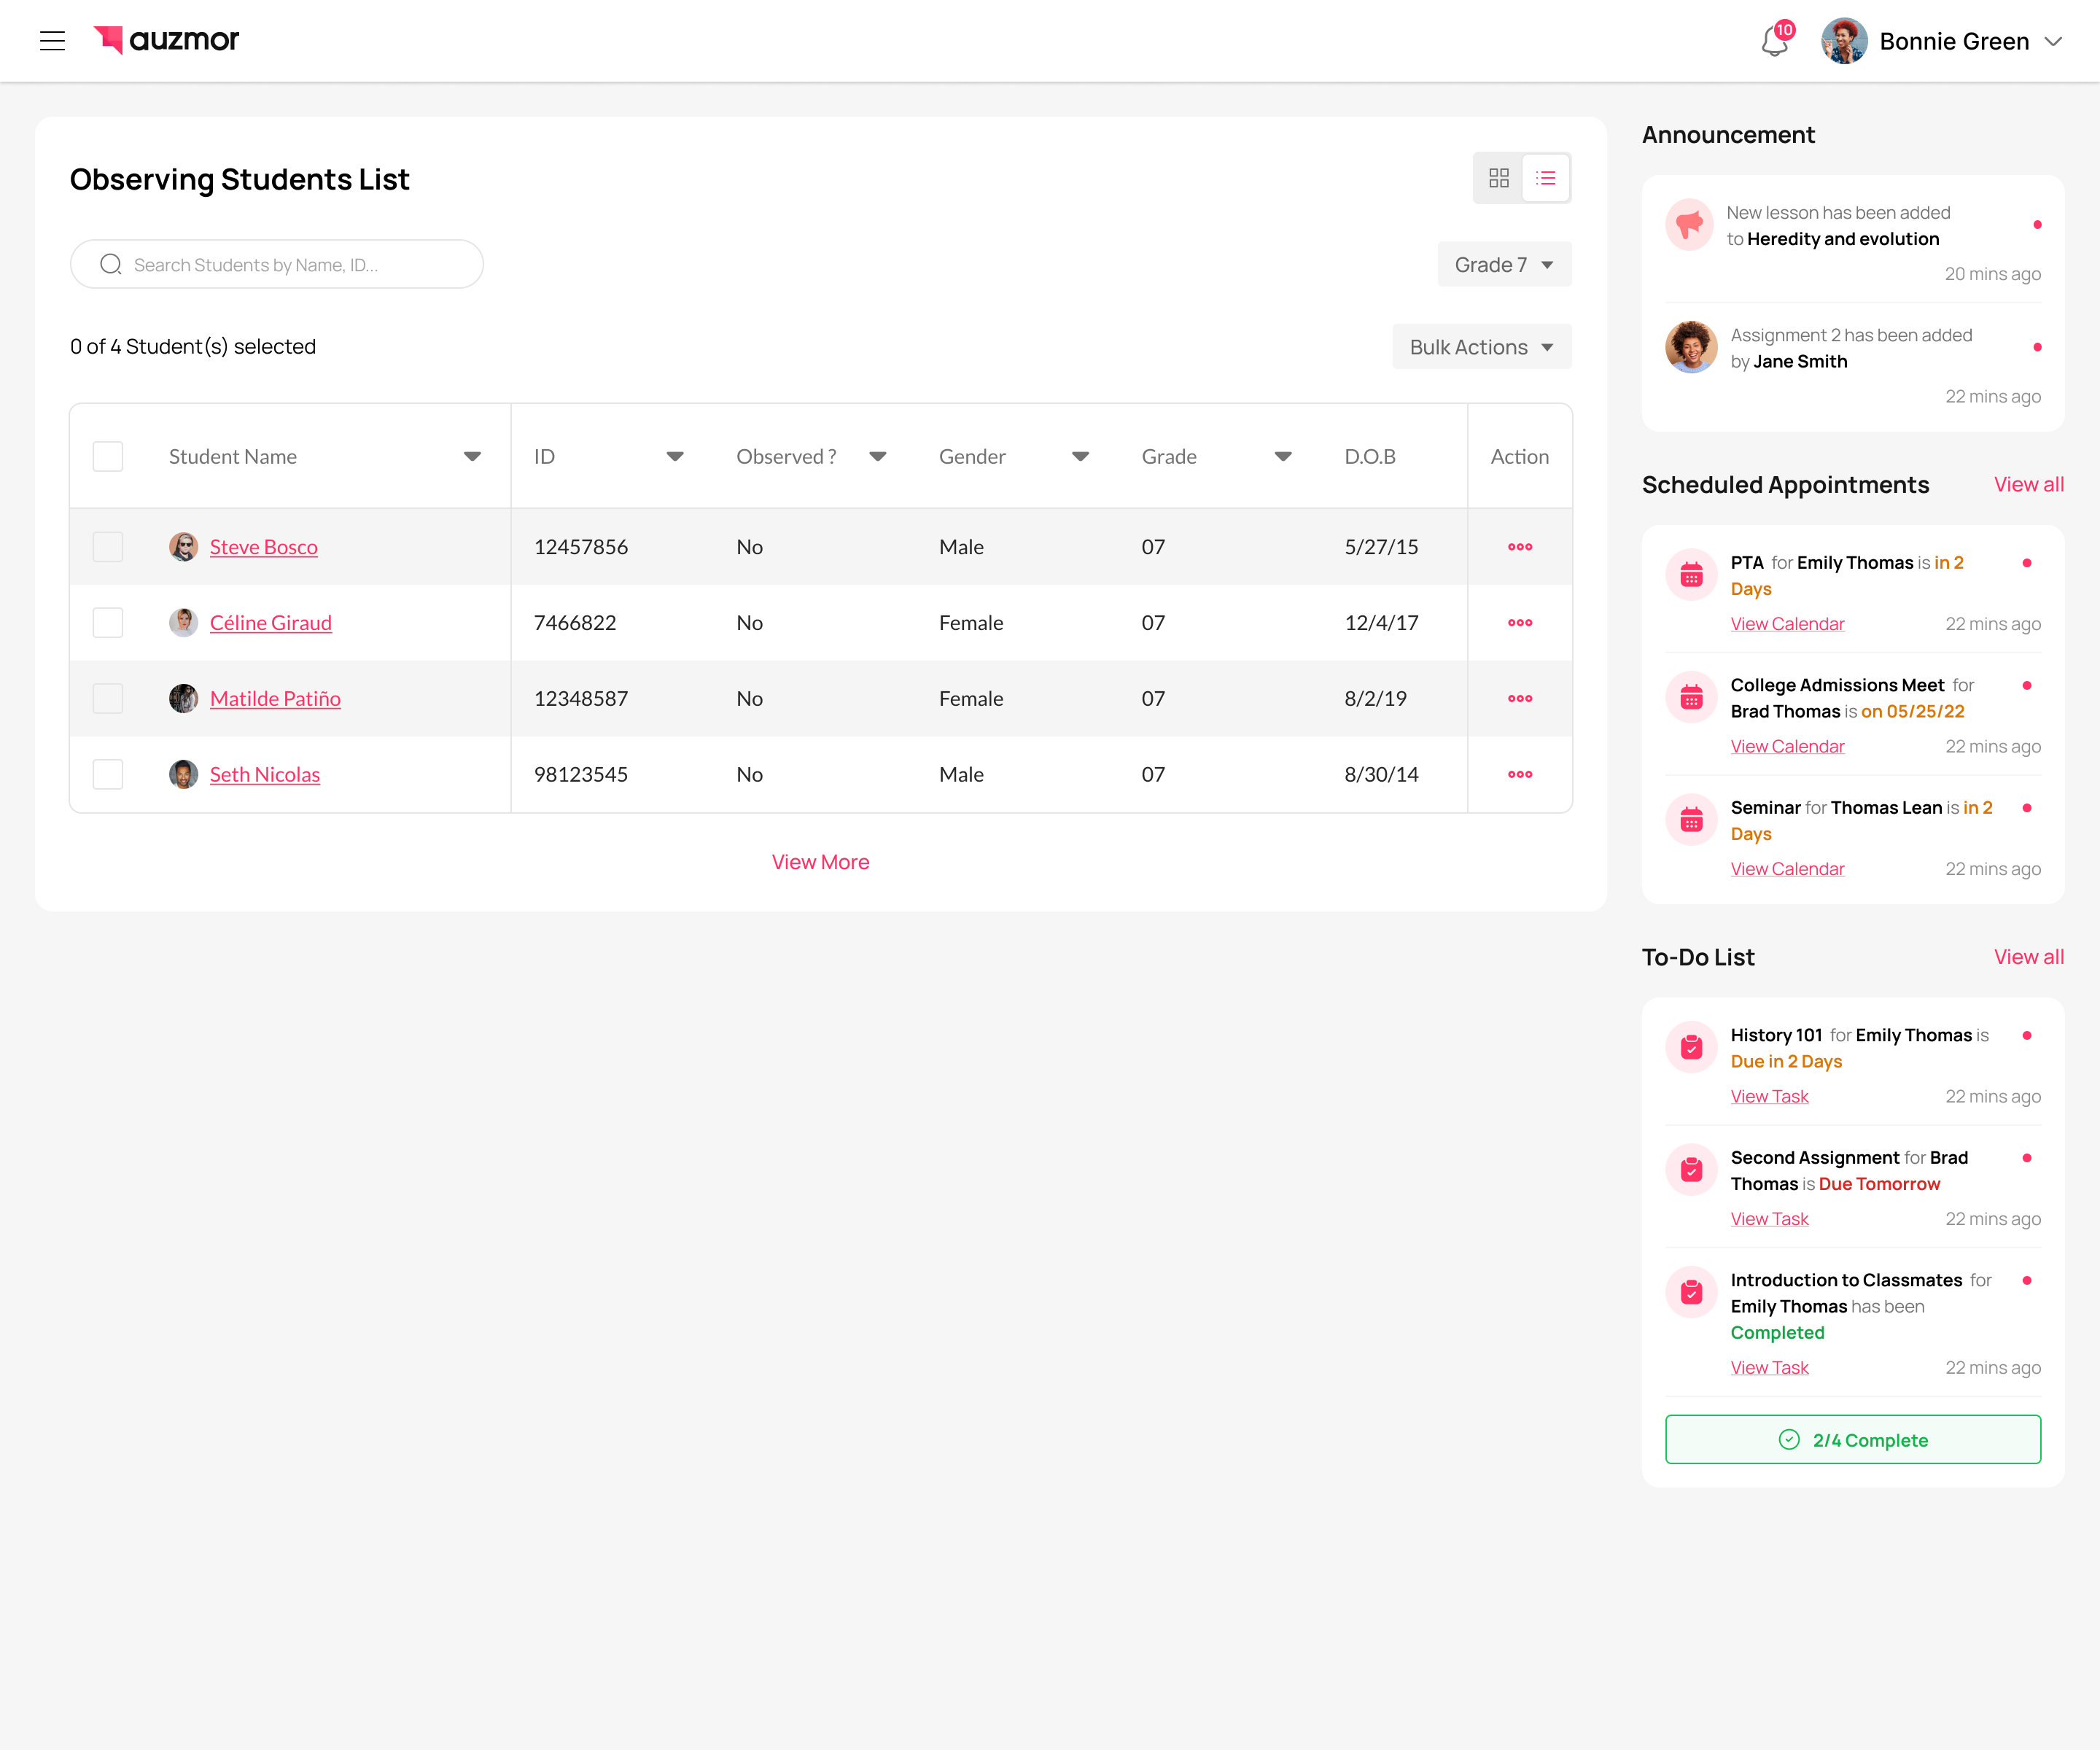 auzmor
10
Bonnie Green
Observing Students List
Search Students by Name, ID...
Grade 7
0 of 4 Student(s) selected
Bulk Actions
Student Name ID Observed ? Gender Grade D.O.B Action
Steve Bosco 12457856 No Male 07 5/27/15
Céline Giraud 7466822 No Female 07 12/4/17
Matilde Patiño 12348587 No Female 07 8/2/19
Seth Nicolas 98123545 No Male 07 8/30/14
View More
Announcement
New lesson has been added
to Heredity and evolution
20 mins ago
Assignment 2 has been added
by Jane Smith
22 mins ago
Scheduled Appointments View all
PTA for Emily Thomas is in 2
Days
View Calendar 22 mins ago
College Admissions Meet for
Brad Thomas is on 05/25/22
View Calendar 22 mins ago
Seminar for Thomas Lean is in 2
Days
View Calendar 22 mins ago
To-Do List View all
History 101 for Emily Thomas is
Due in 2 Days
View Task 22 mins ago
Second Assignment for Brad
Thomas is Due Tomorrow
View Task 22 mins ago
Introduction to Classmates for
Emily Thomas has been
Completed
View Task 22 mins ago
2/4 Complete